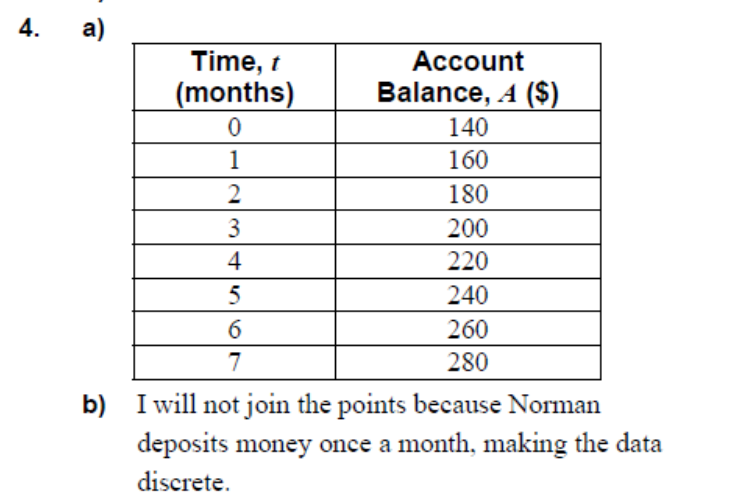 4. a)
Time, t (months) Account Balance, A ($)
0 140
1 160
2 180
3 200
4 220
5 240
6 260
7 280
b) I will not join the points because Norman
deposits money once a month, making the data
discrete.